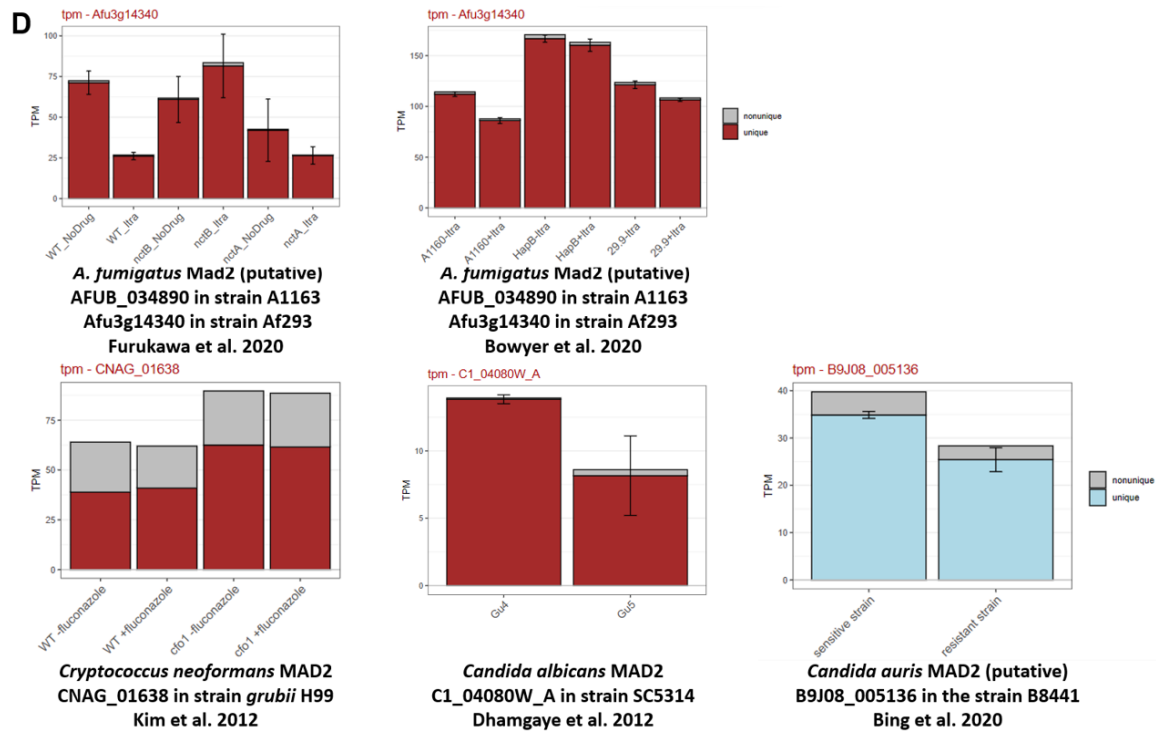 D
tpm - Afu3g14340
TPM
100
75
50
25
0
WT_NoDrug
WT_Itra
nctB_NoDrug
nctB_Itra
nctA_NoDrug
nctA_Itra
A. fumigatus Mad2 (putative)
AFUB_034890 in strain A1163
Afu3g14340 in strain Af293
Furukawa et al. 2020
tpm - Afu3g14340
TPM
150
100
50
0
A1160-Itra
A1160+Itra
HapB-Itra
HapB+Itra
29.9-Itra
29.9+Itra
nonunique
unique
A. fumigatus Mad2 (putative)
AFUB_034890 in strain A1163
Afu3g14340 in strain Af293
Bowyer et al. 2020
tpm - CNAG_01638
TPM
75
50
25
0
WT -fluconazole
WT +fluconazole
cfo1 -fluconazole
cfo1 +fluconazole
Cryptococcus neoformans MAD2
CNAG_01638 in strain grubii H99
Kim et al. 2012
tpm - C1_04080W_A
TPM
10
5
0
Gu4
Gu5
Candida albicans MAD2
C1_04080W_A in strain SC5314
Dhamgaye et al. 2012
tpm - B9J08_005136
TPM
40
30
20
10
0
sensitive strain
resistant strain
nonunique
unique
Candida auris MAD2 (putative)
B9J08_005136 in the strain B8441
Bing et al. 2020